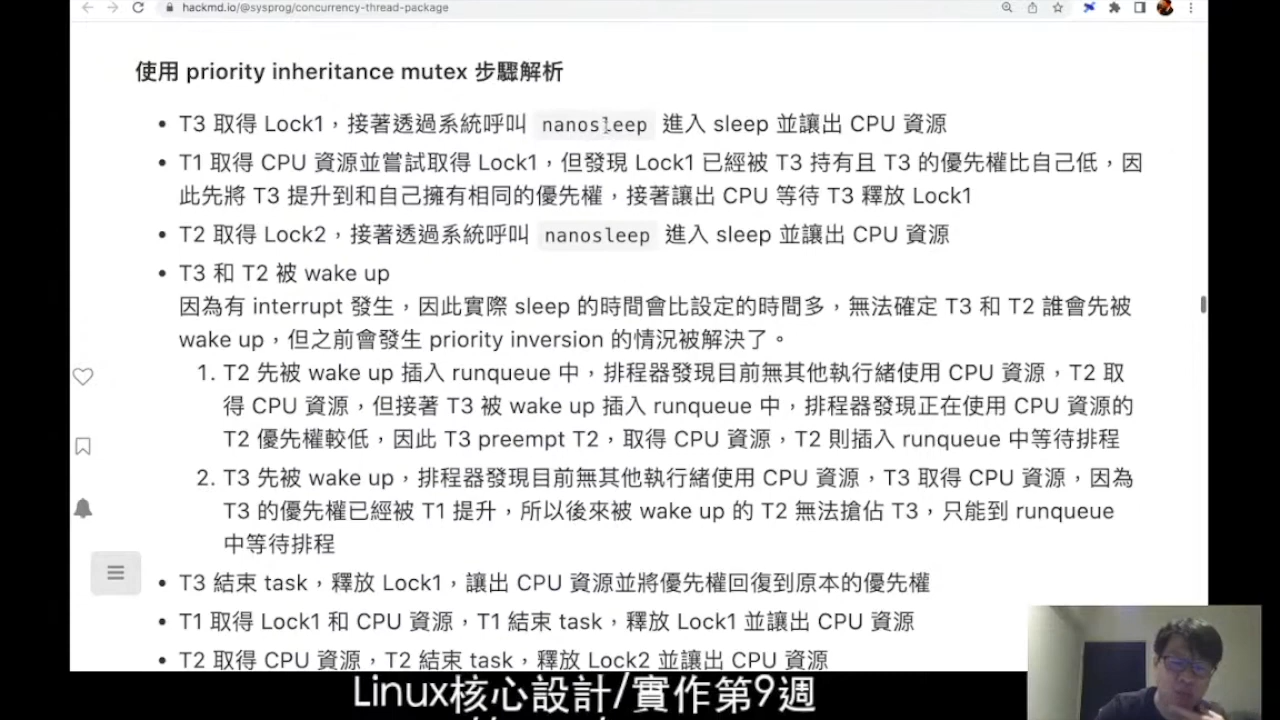 hackmd.io/@sysprog/concurrency-thread-package
使用 priority inheritance mutex 步驟解析
• T3 取得 Lock1，接著透過系統呼叫 nanosleep 進入 sleep 並讓出 CPU 資源
• T1 取得 CPU 資源並嘗試取得 Lock1，但發現 Lock1 已經被 T3 持有且 T3 的優先權比自己低，因
此先將 T3 提升到和自己擁有相同的優先權，接著讓出 CPU 等待 T3 釋放 Lock1
• T2 取得 Lock2，接著透過系統呼叫 nanosleep 進入 sleep 並讓出 CPU 資源
• T3 和 T2 被 wake up
因為有 interrupt 發生，因此實際 sleep 的時間會比設定的時間多，無法確定 T3 和 T2 誰會先被
wake up，但之前會發生 priority inversion 的情況被解決了。
1. T2 先被 wake up 插入 runqueue 中，排程器發現目前無其他執行緒使用 CPU 資源，T2 取
得 CPU 資源，但接著 T3 被 wake up 插入 runqueue 中，排程器發現正在使用 CPU 資源的
T2 優先權較低，因此 T3 preempt T2，取得 CPU 資源，T2 則插入 runqueue 中等待排程
2. T3 先被 wake up，排程器發現目前無其他執行緒使用 CPU 資源，T3 取得 CPU 資源，因為
T3 的優先權已經被 T1 提升，所以後來被 wake up 的 T2 無法搶佔 T3，只能到 runqueue
中等待排程
• T3 結束 task，釋放 Lock1，讓出 CPU 資源並將優先權回復到原本的優先權
• T1 取得 Lock1 和 CPU 資源，T1 結束 task，釋放 Lock1 並讓出 CPU 資源
• T2 取得 CPU 資源，T2 結束 task，釋放 Lock2 並讓出 CPU 資源
Linux核心設計/實作第9週